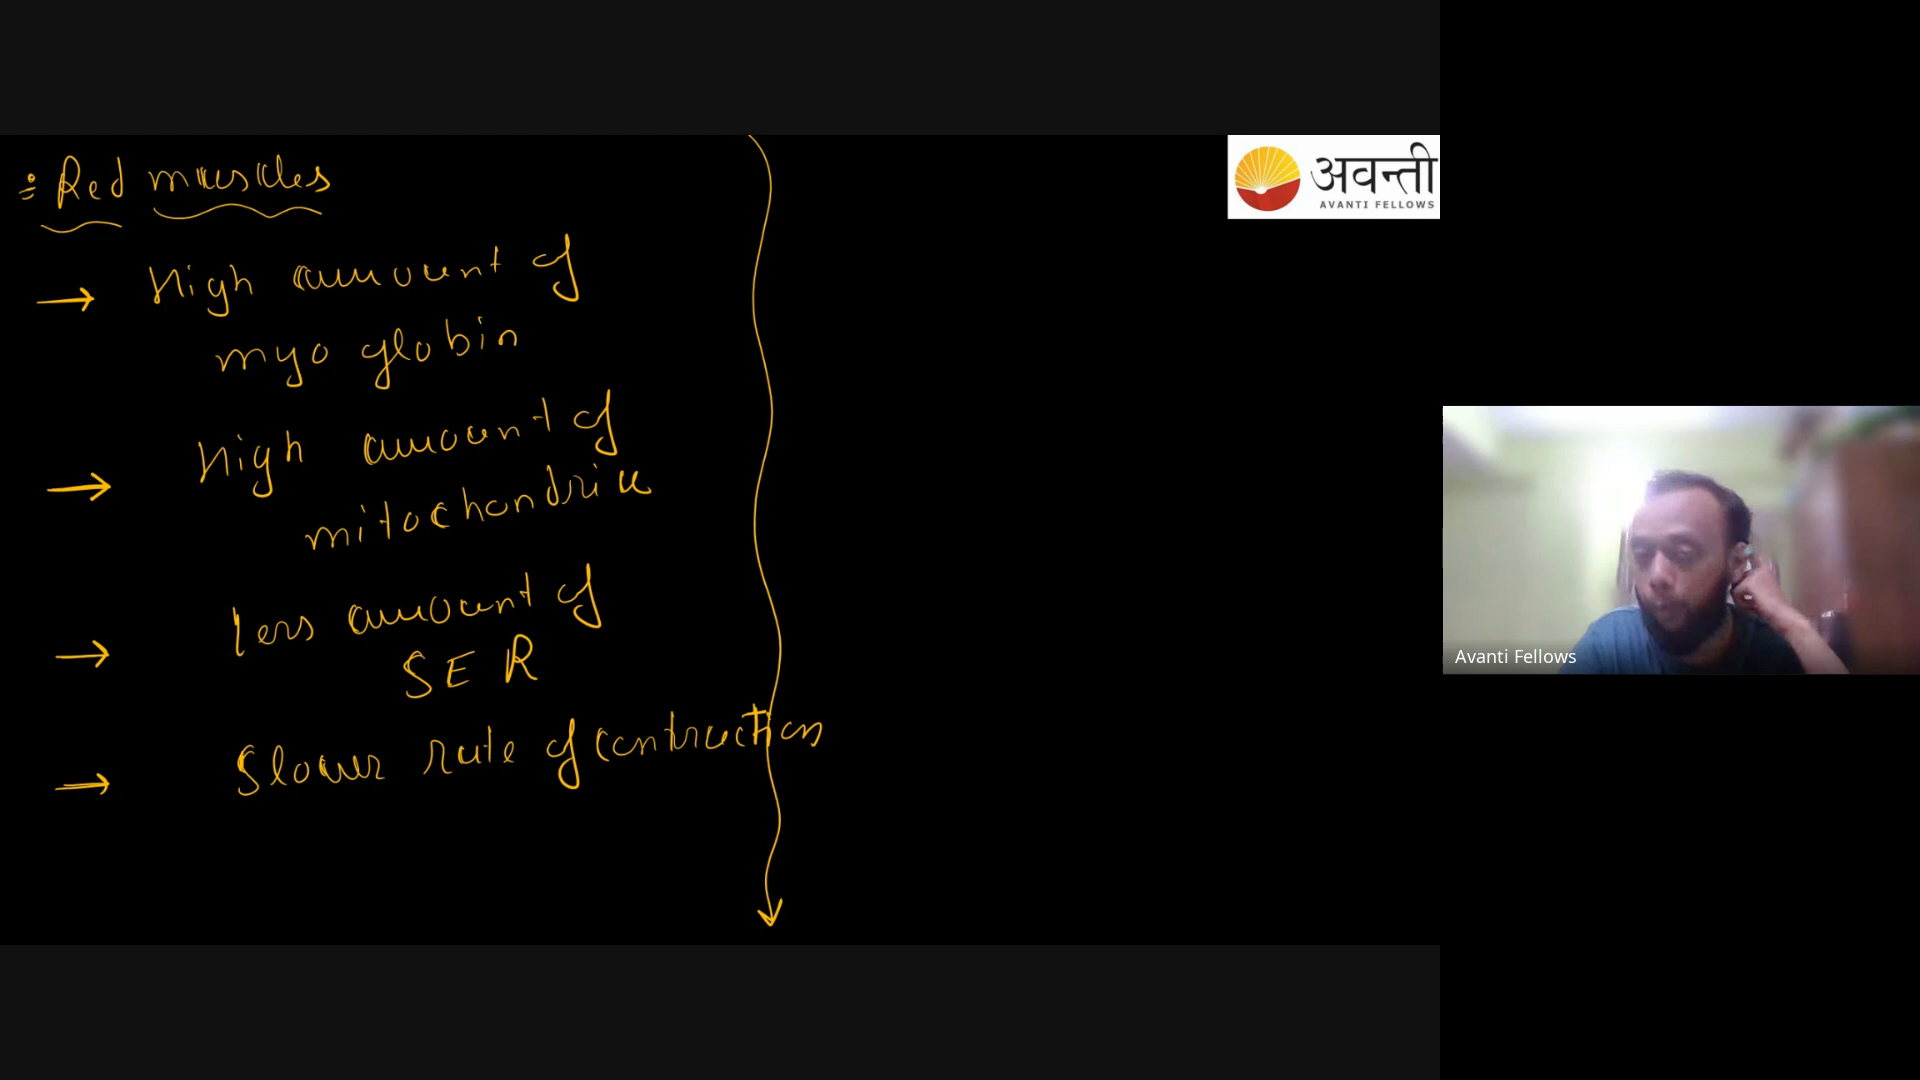 Red muscles
→ High amount of
myo globin
→ High amount of
mitochondria
→ less amount of
SER
→ Slower rate of contraction
अवन्ती
AVANTI FELLOWS
Avanti Fellows